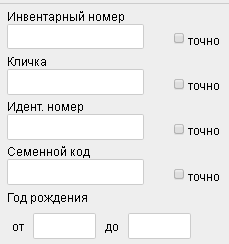 Инвентарный номер
точно
Кличка
точно
Идент. номер
точно
Семенной код
точно
Год рождения
от до